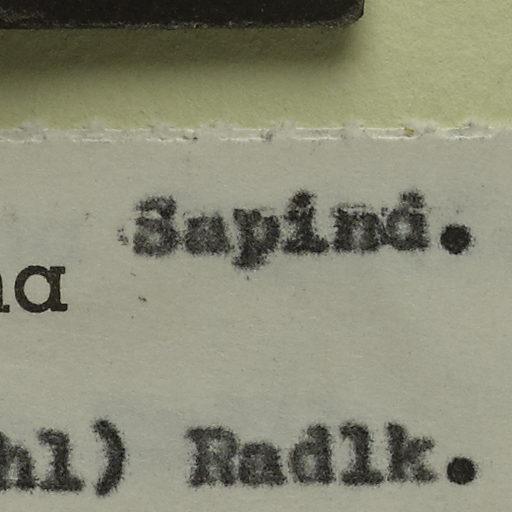 Sapind.
na
hl) Radlk.